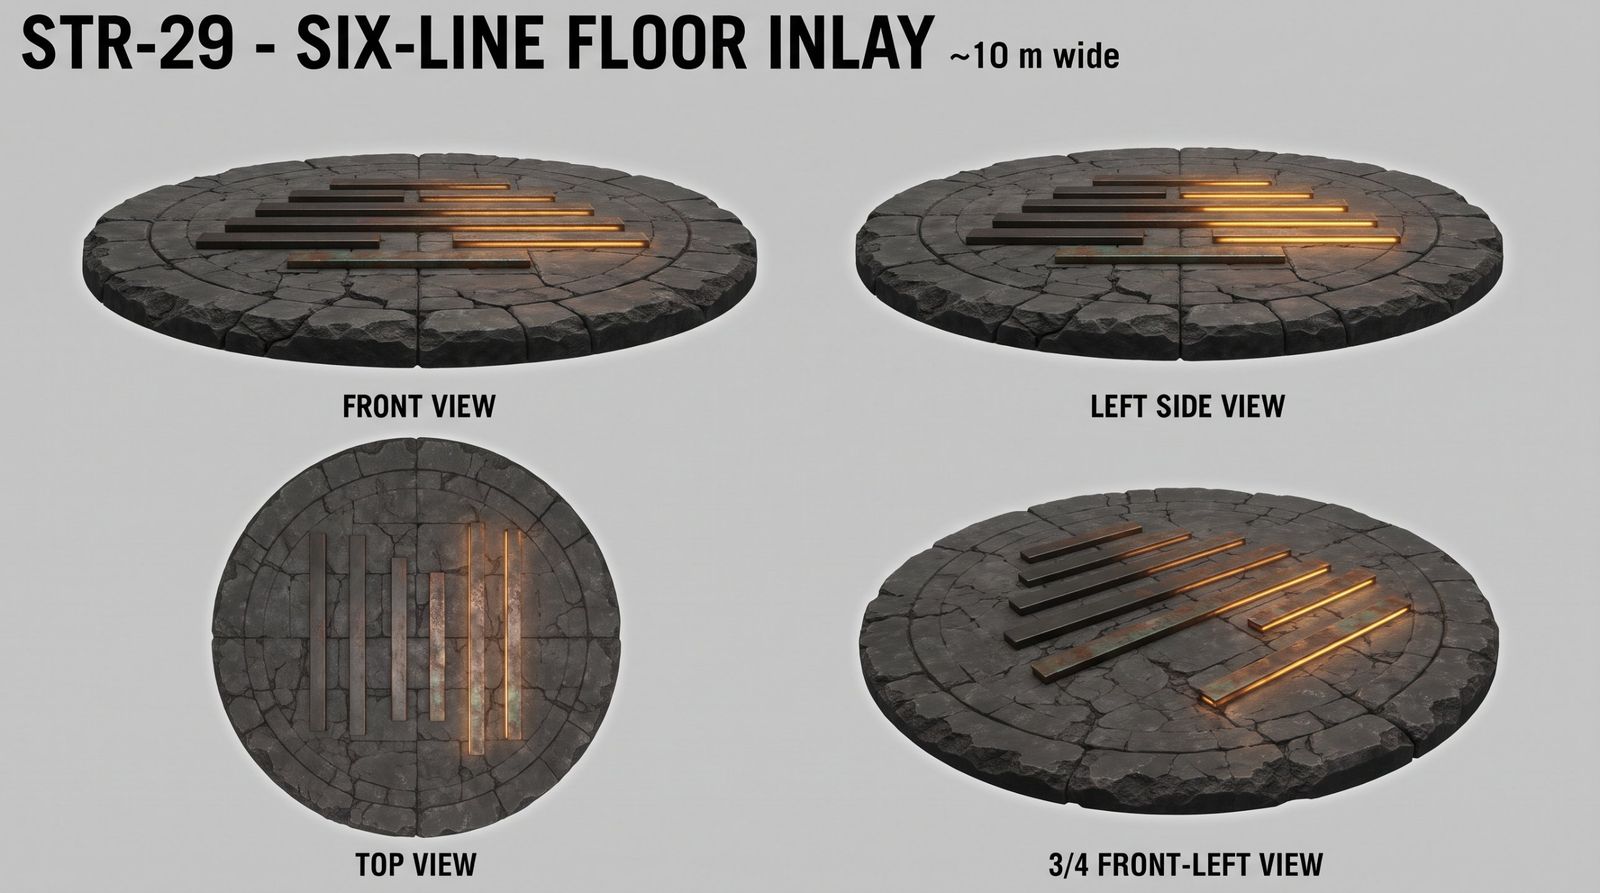 STR-29 - SIX-LINE FLOOR INLAY ~10 m wide
FRONT VIEW
LEFT SIDE VIEW
TOP VIEW
3/4 FRONT-LEFT VIEW